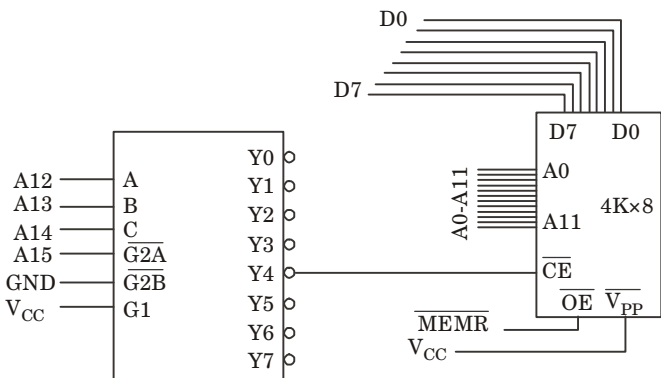 D0
D7
D7 D0
A0
A0-A11
4K×8
A11
CE
OE VPP
MEMR
VCC
A12 A Y0
A13 B Y1
A14 C Y2
A15 G2A Y3
GND G2B Y4
VCC G1 Y5
Y6
Y7